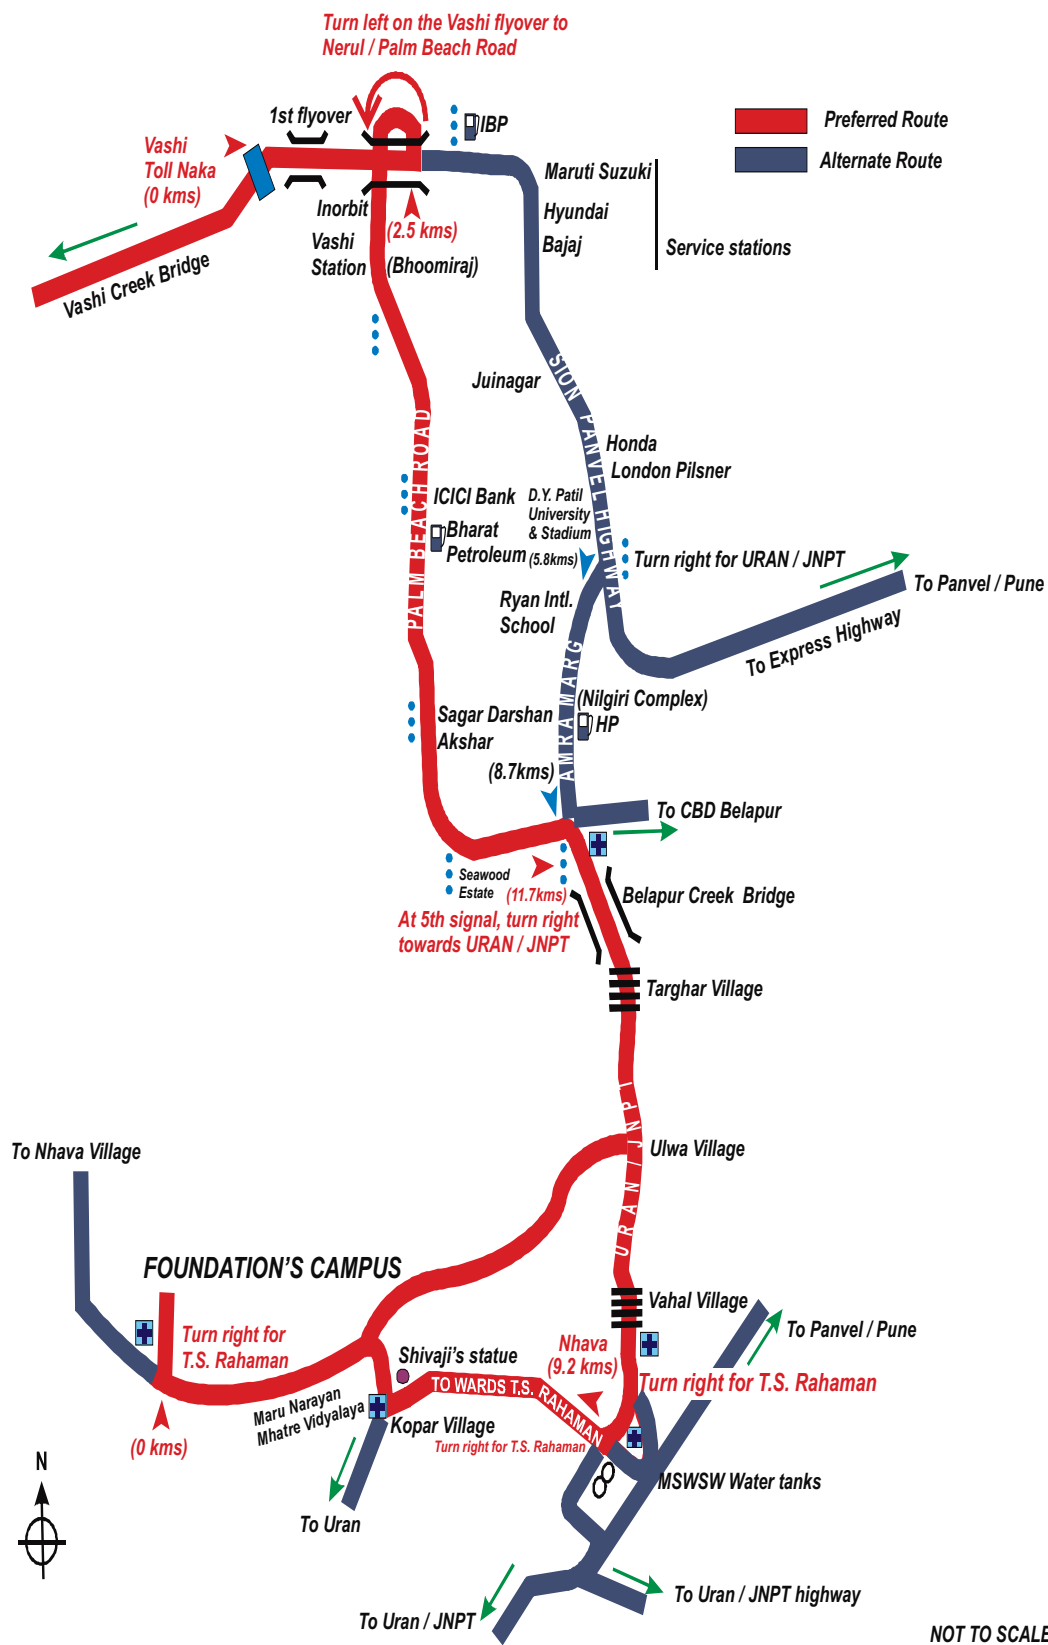 Turn left on the Vashi flyover to
Nerul / Palm Beach Road
1st flyover
IBP
Preferred Route
Alternate Route
Vashi
Toll Naka
(0 kms)
Maruti Suzuki
Hyundai
Bajaj
Service stations
Inorbit
(2.5 kms)
Vashi
Station
(Bhoomiraj)
Vashi Creek Bridge
SION PANVEL HIGHWAY
Juinagar
PALM BEACH ROAD
Honda
London Pilsner
ICICI Bank
D.Y. Patil
University
& Stadium
(5.8kms)
Bharat
Petroleum
Turn right for URAN / JNPT
To Panvel / Pune
Ryan Intl.
School
To Express Highway
AMRA MARG
(Nilgiri Complex)
HP
Sagar Darshan
Akshar
(8.7kms)
To CBD Belapur
Seawood
Estate
(11.7kms)
Belapur Creek Bridge
At 5th signal, turn right
towards URAN / JNPT
Targhar Village
URAN / JNPT
Ulwa Village
To Nhava Village
FOUNDATION'S CAMPUS
Vahal Village
To Panvel / Pune
Turn right for
T.S. Rahaman
Nhava
(9.2 kms)
Shivaji's statue
Turn right for T.S. Rahaman
TO WARDS T.S. RAHAMAN
Maru Narayan
Mhatre Vidyalaya
Kopar Village
(0 kms)
Turn right for T.S. Rahaman
N
MSWSW Water tanks
To Uran
To Uran / JNPT highway
To Uran / JNPT
NOT TO SCALE